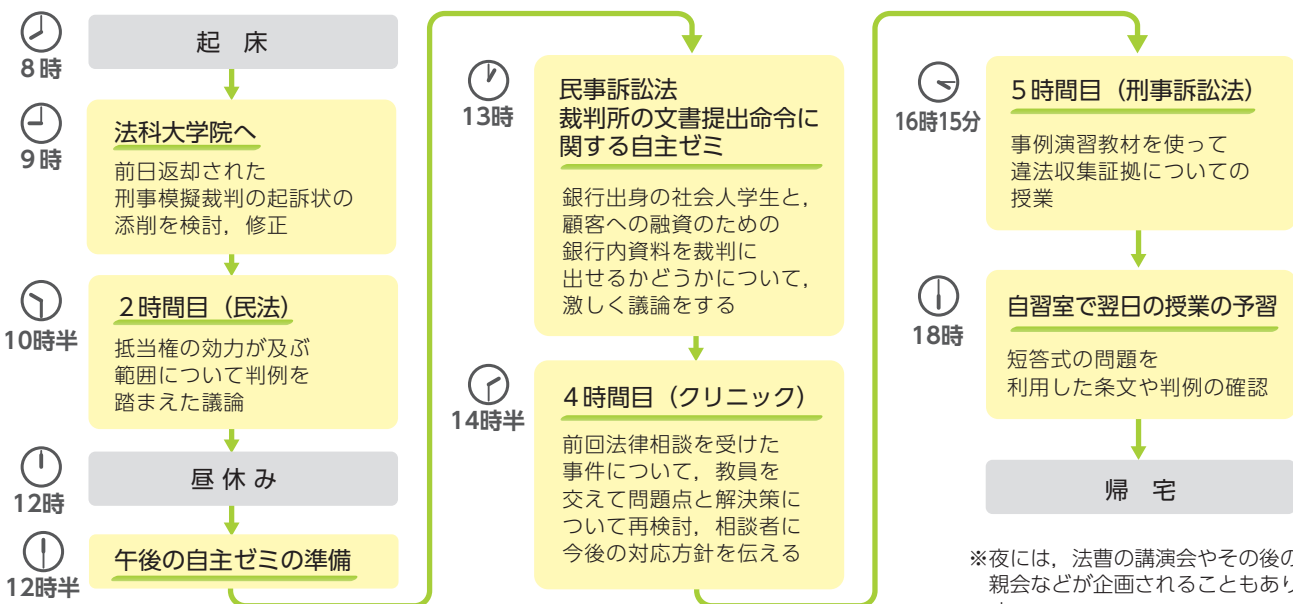 8時
起 床
9時
法科大学院へ
前日返却された
刑事模擬裁判の起訴状の
添削を検討，修正
10時半
２時間目（民法）
抵当権の効力が及ぶ
範囲について判例を
踏まえた議論
12時
昼 休 み
12時半
午後の自主ゼミの準備
13時
民事訴訟法
裁判所の文書提出命令に
関する自主ゼミ
銀行出身の社会人学生と，
顧客への融資のための
銀行内資料を裁判に
出せるかどうかについて，
激しく議論をする
14時半
４時間目（クリニック）
前回法律相談を受けた
事件について，教員を
交えて問題点と解決策に
ついて再検討，相談者に
今後の対応方針を伝える
16時15分
５時間目（刑事訴訟法）
事例演習教材を使って
違法収集証拠についての
授業
18時
自習室で翌日の授業の予習
短答式の問題を
利用した条文や判例の確認
帰 宅
※夜には，法曹の講演会やその後の
親会などが企画されることもあり